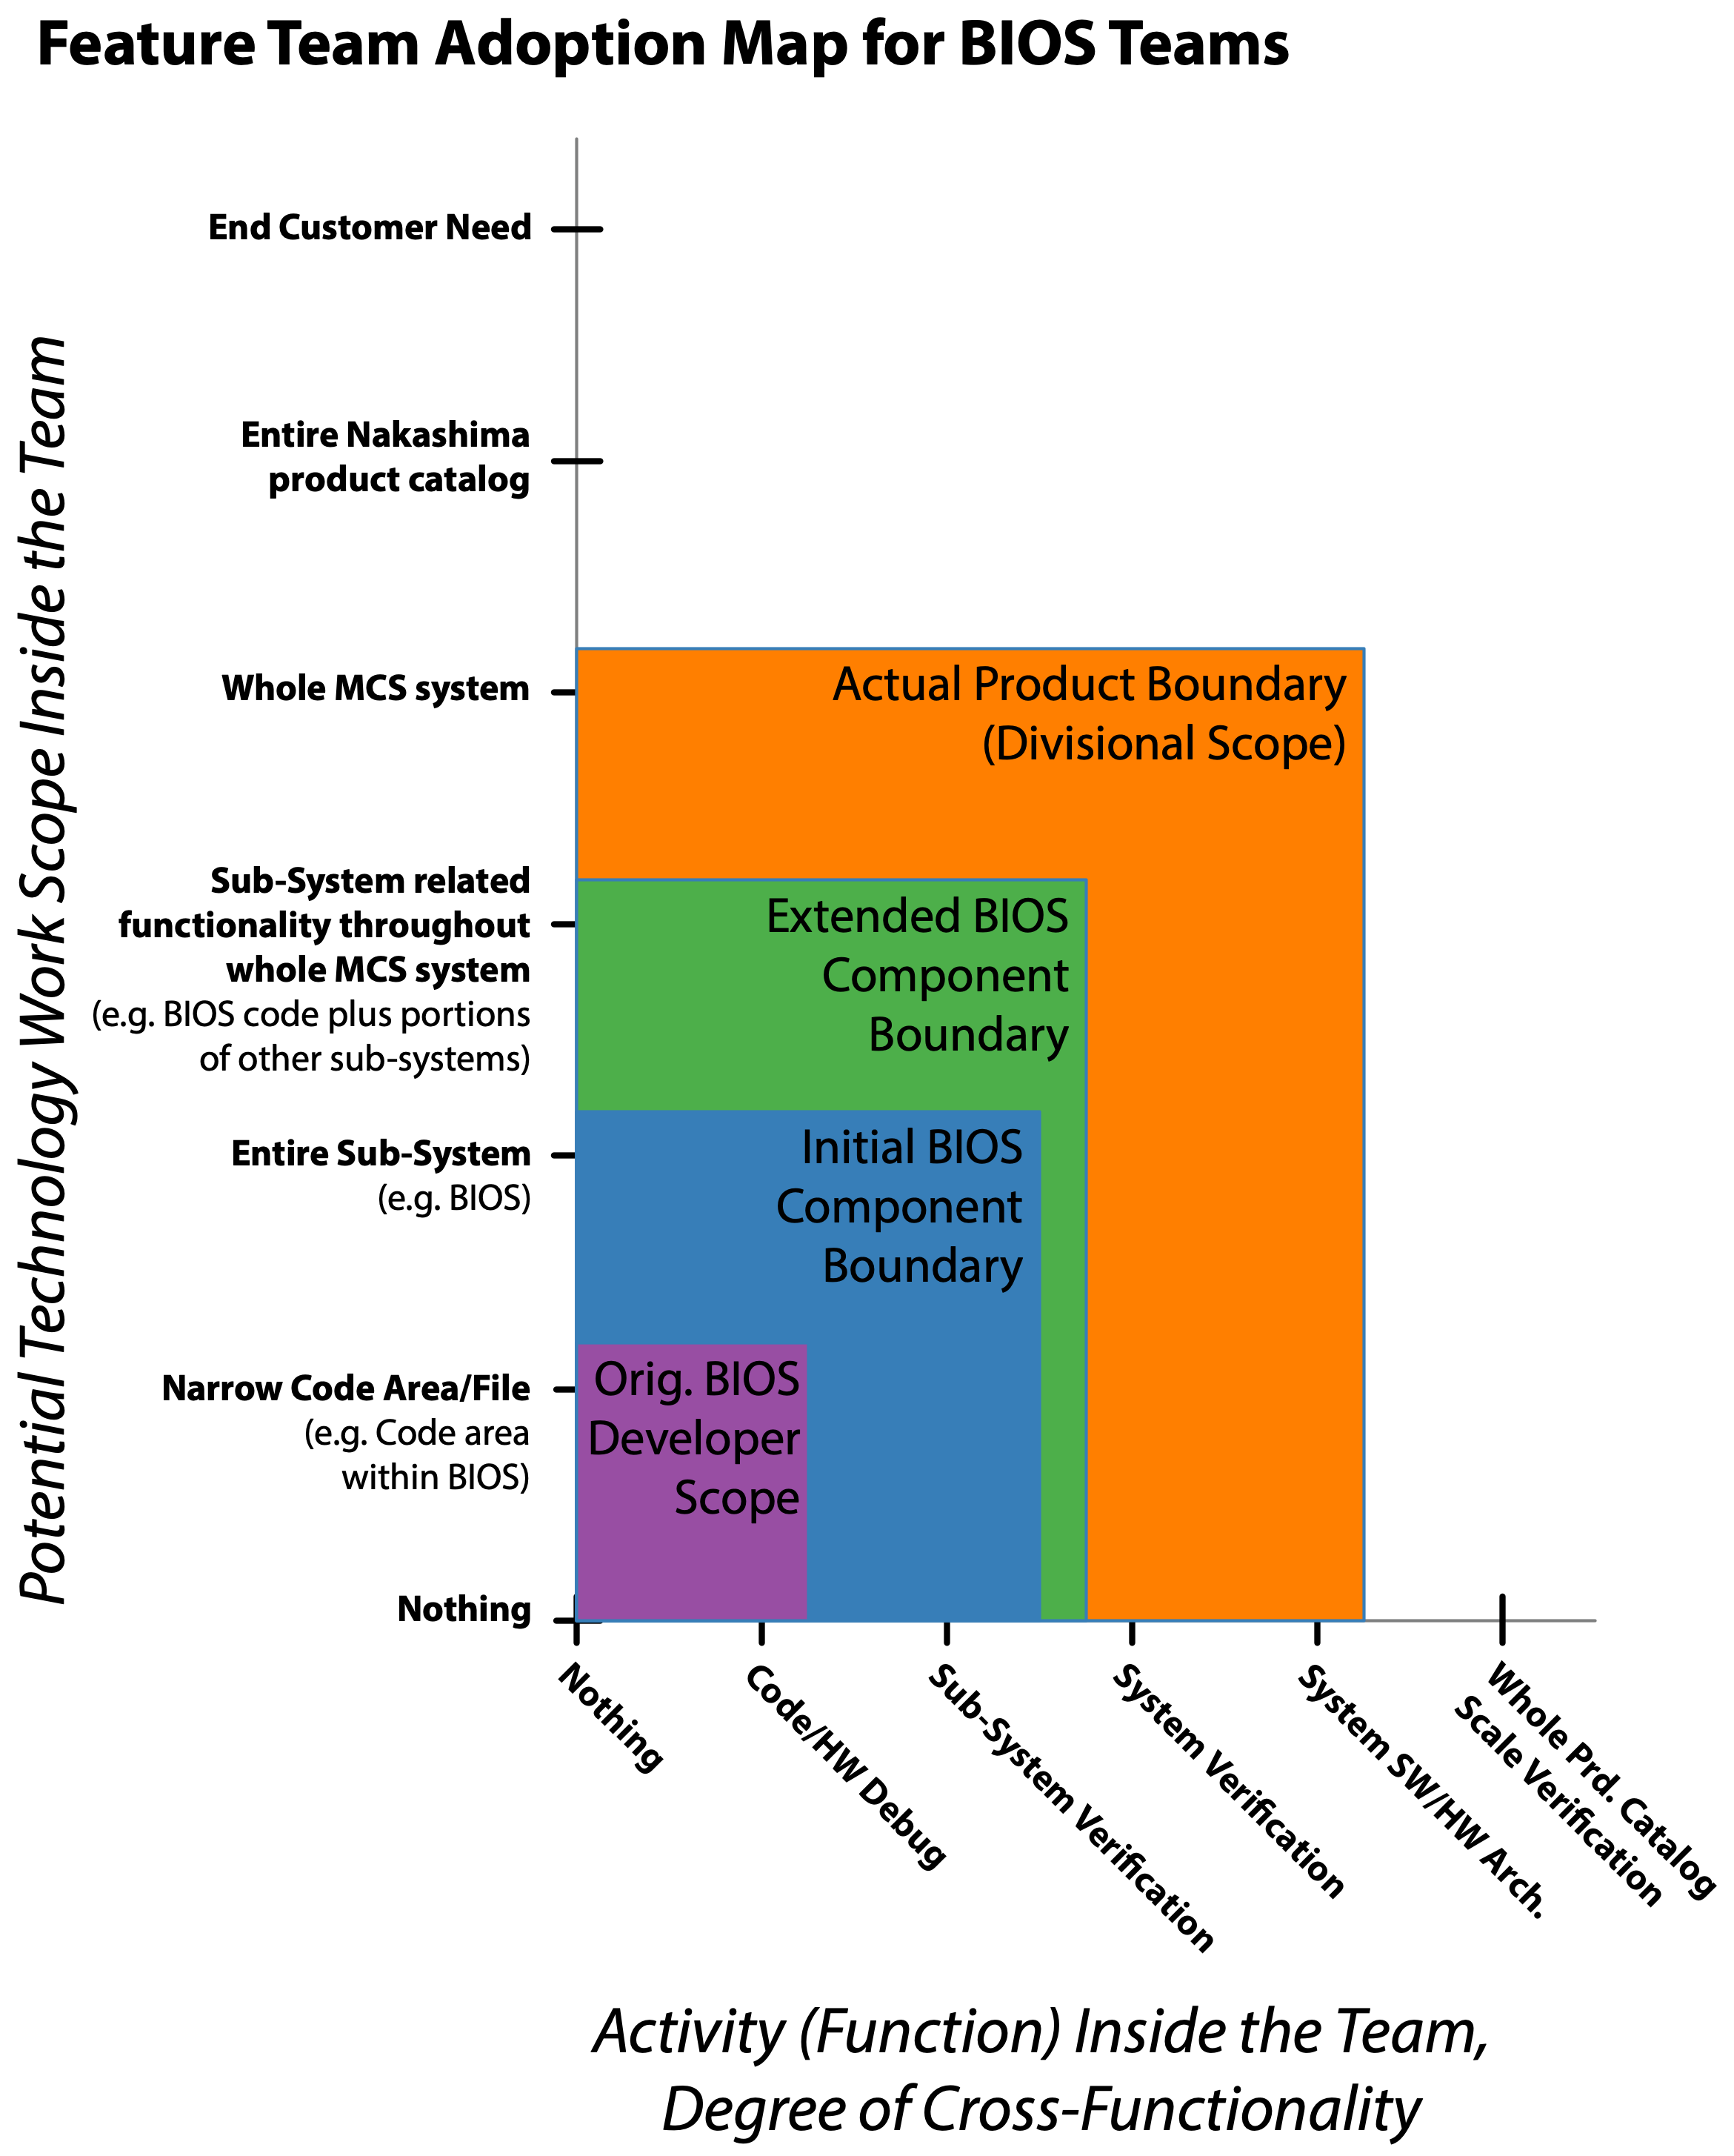 Feature Team Adoption Map for BIOS Teams
Potential Technology Work Scope Inside the Team
End Customer Need
Entire Nakashima
product catalog
Whole MCS system
Sub-System related
functionality throughout
whole MCS system
(e.g. BIOS code plus portions
of other sub-systems)
Entire Sub-System
(e.g. BIOS)
Narrow Code Area/File
(e.g. Code area
within BIOS)
Nothing
Actual Product Boundary
(Divisional Scope)
Extended BIOS
Component
Boundary
Initial BIOS
Component
Boundary
Orig. BIOS
Developer
Scope
Nothing
Code/HW Debug
Sub-System Verification
System Verification
System SW/HW Arch.
Whole Prd. Catalog
Scale Verification
Activity (Function) Inside the Team,
Degree of Cross-Functionality